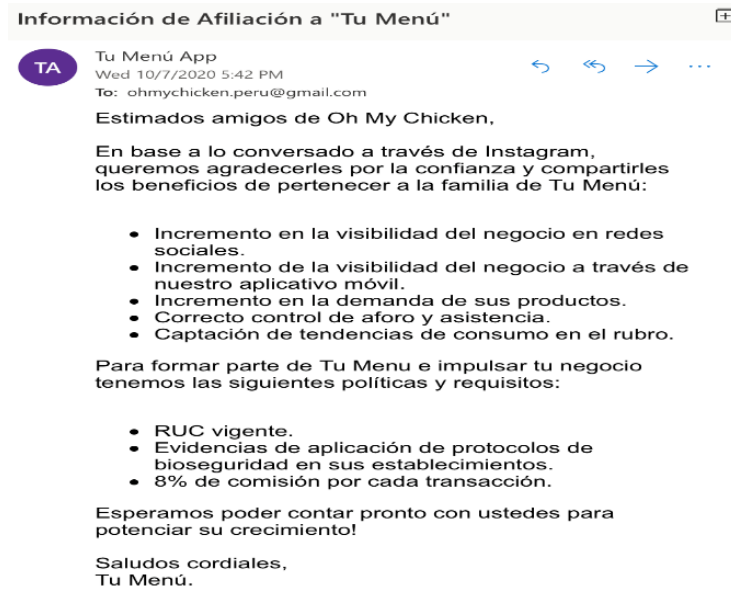 Información de Afiliación a "Tu Menú"
TA
Tu Menú App
Wed 10/7/2020 5:42 PM
To: ohmychicken.peru@gmail.com
Estimados amigos de Oh My Chicken,
En base a lo conversado a través de Instagram,
queremos agradecerles por la confianza y compartirles
los beneficios de pertenecer a la familia de Tu Menú:
• Incremento en la visibilidad del negocio en redes
sociales.
• Incremento de la visibilidad del negocio a través de
nuestro aplicativo móvil.
• Incremento en la demanda de sus productos.
• Correcto control de aforo y asistencia.
• Captación de tendencias de consumo en el rubro.
Para formar parte de Tu Menu e impulsar tu negocio
tenemos las siguientes políticas y requisitos:
• RUC vigente.
• Evidencias de aplicación de protocolos de
bioseguridad en sus establecimientos.
• 8% de comisión por cada transacción.
Esperamos poder contar pronto con ustedes para
potenciar su crecimiento!
Saludos cordiales,
Tu Menú.